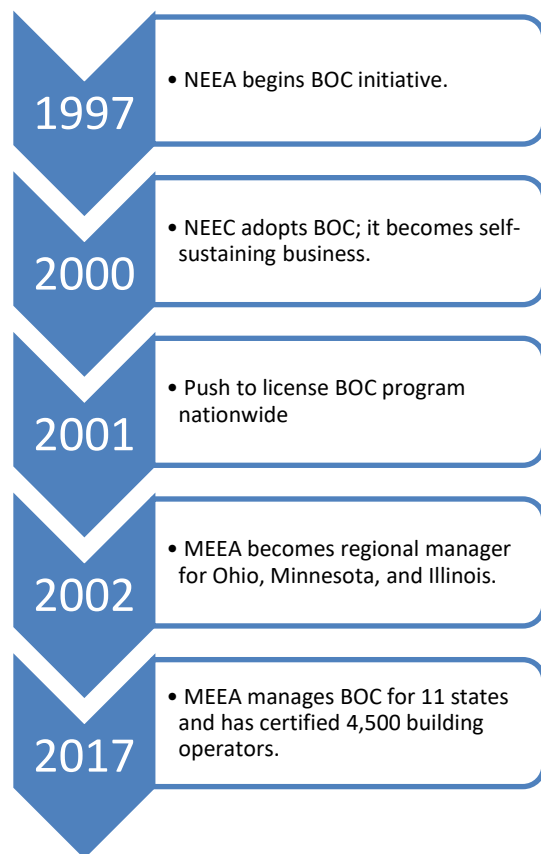 1997
• NEEA begins BOC initiative.
2000
• NEEC adopts BOC; it becomes self-
sustaining business.
2001
• Push to license BOC program
nationwide
2002
• MEEA becomes regional manager
for Ohio, Minnesota, and Illinois.
2017
• MEEA manages BOC for 11 states
and has certified 4,500 building
operators.